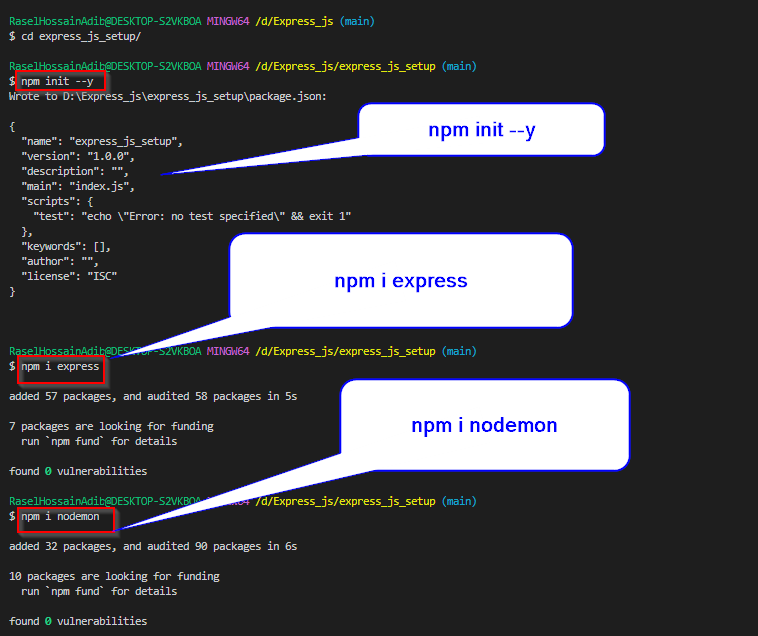 RaselHossainAdib@DESKTOP-S2VKBOA MINGW64 /d/Express_js (main)
$ cd express_js_setup/
RaselHossainAdib@DESKTOP-S2VKBOA MINGW64 /d/Express_js/express_js_setup (main)
$ npm init --y
Wrote to D:\Express_js\express_js_setup\package.json:
npm init --y
{
"name": "express_js_setup",
"version": "1.0.0",
"description": "",
"main": "index.js",
"scripts": {
"test": "echo \"Error: no test specified\" && exit 1"
},
"keywords": [],
"author": "",
"license": "ISC"
}
npm i express
RaselHossainAdib@DESKTOP-S2VKBOA MINGW64 /d/Express_js/express_js_setup (main)
$ npm i express
added 57 packages, and audited 58 packages in 5s
7 packages are looking for funding
run `npm fund` for details
found 0 vulnerabilities
npm i nodemon
RaselHossainAdib@DESKTOP-S2VKBOA MINGW64 /d/Express_js/express_js_setup (main)
$ npm i nodemon
added 32 packages, and audited 90 packages in 6s
10 packages are looking for funding
run `npm fund` for details
found 0 vulnerabilities